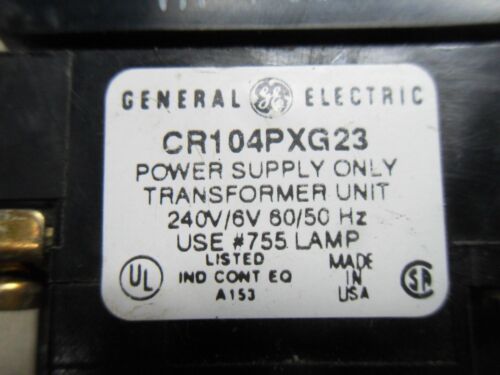 GENERAL GE ELECTRIC
CR104PXG23
POWER SUPPLY ONLY
TRANSFORMER UNIT
240V/6V 60/50 Hz
USE #755 LAMP
UL LISTED MADE
IND CONT EQ IN SA
A153 USA